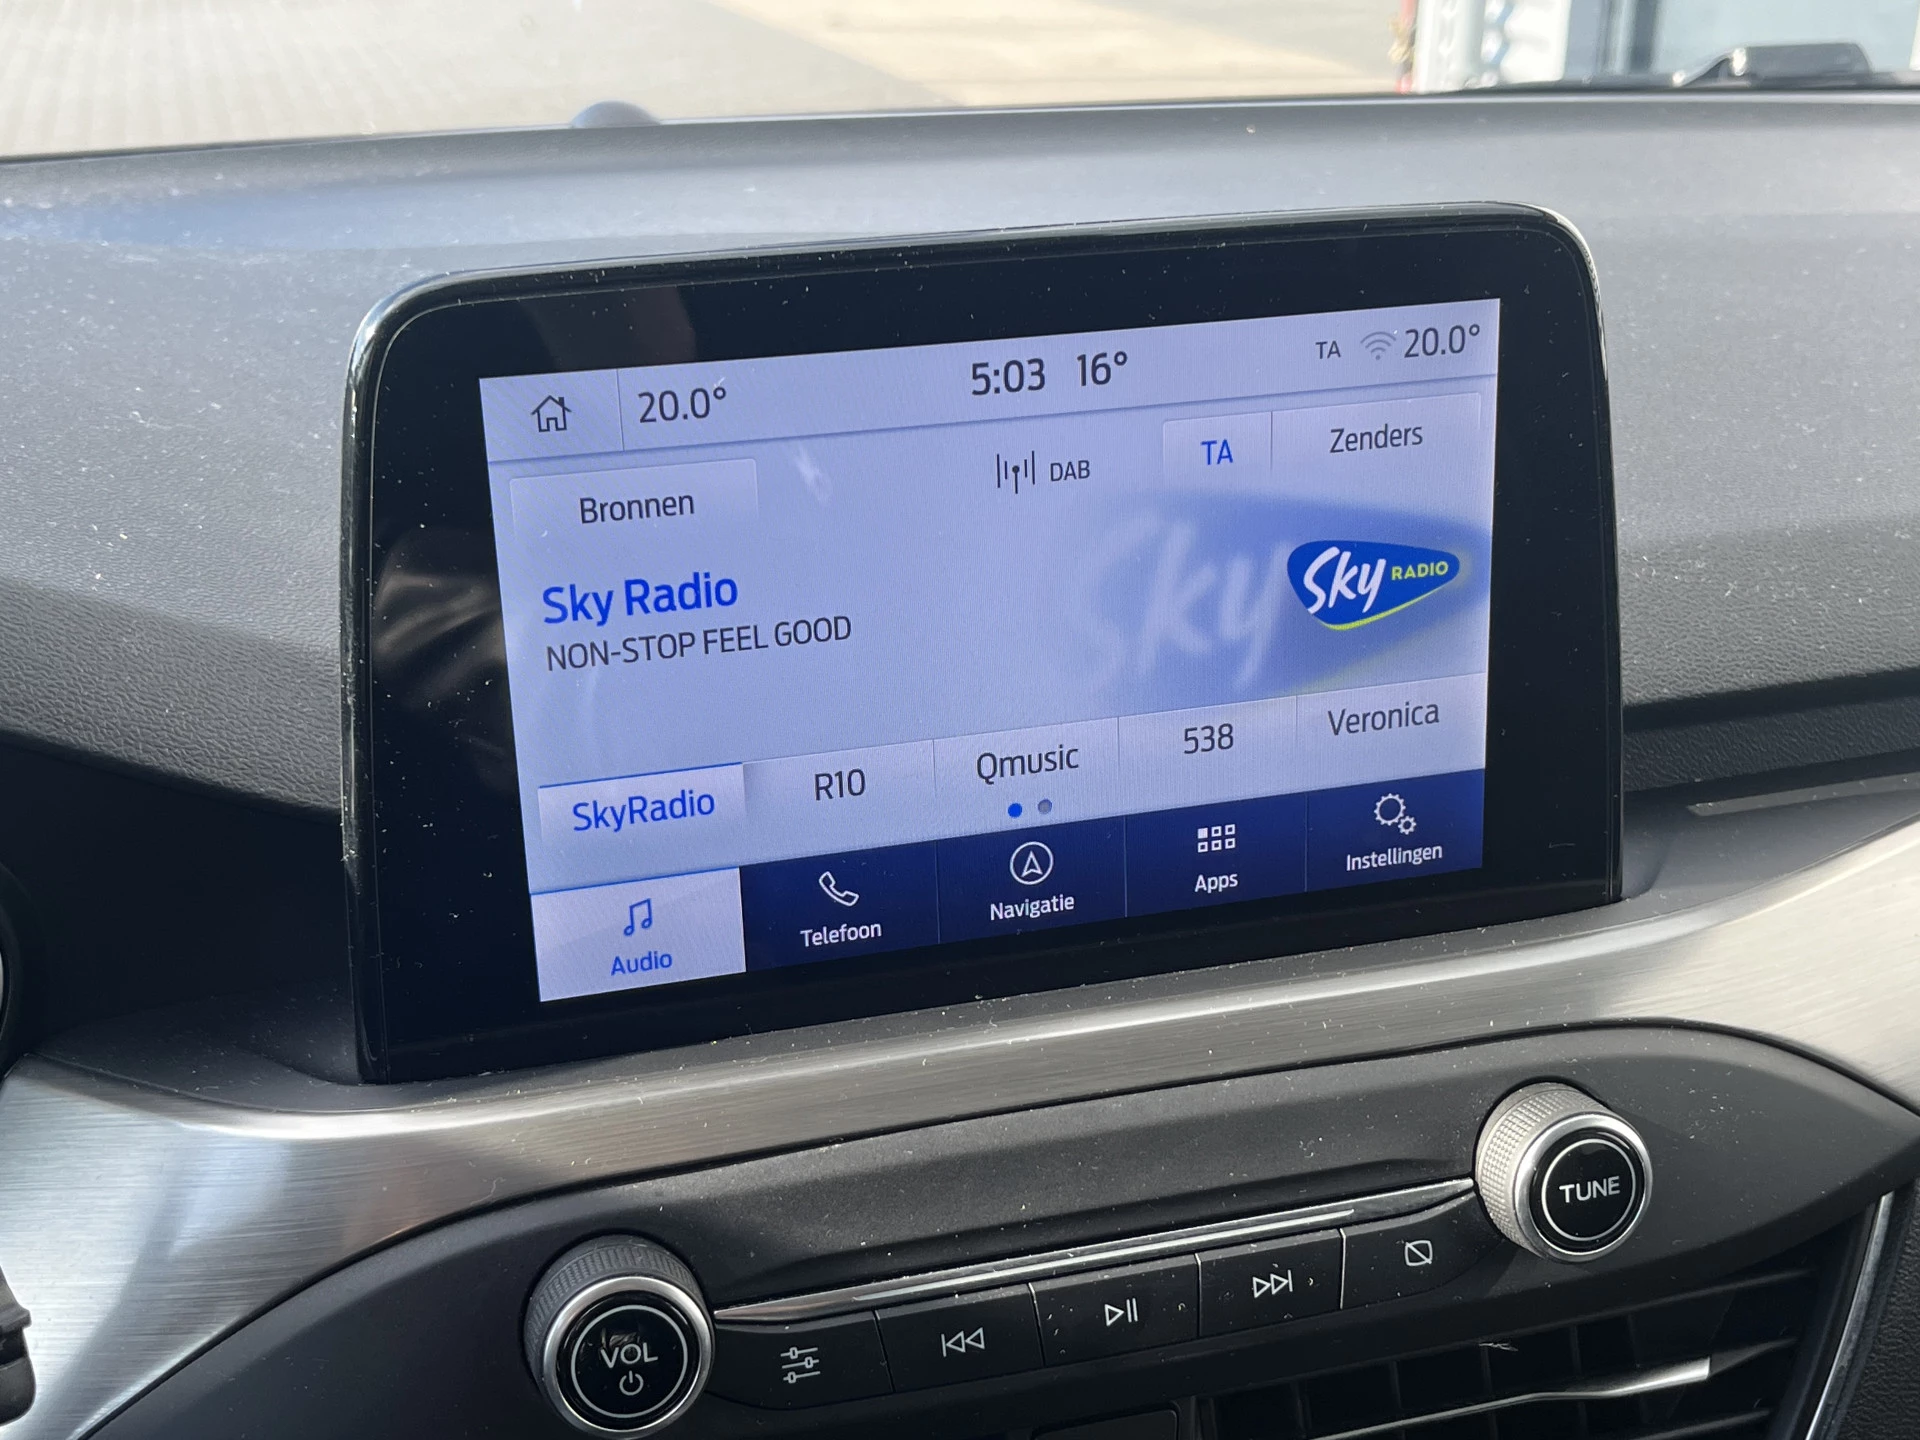 20.0° 5:03 16° TA 20.0°
Bronnen DAB TA Zenders
Sky Radio
NON-STOP FEEL GOOD
Sky RADIO
Sky
SkyRadio R10 Qmusic 538 Veronica
Audio Telefoon Navigatie Apps Instellingen
TUNE
VOL